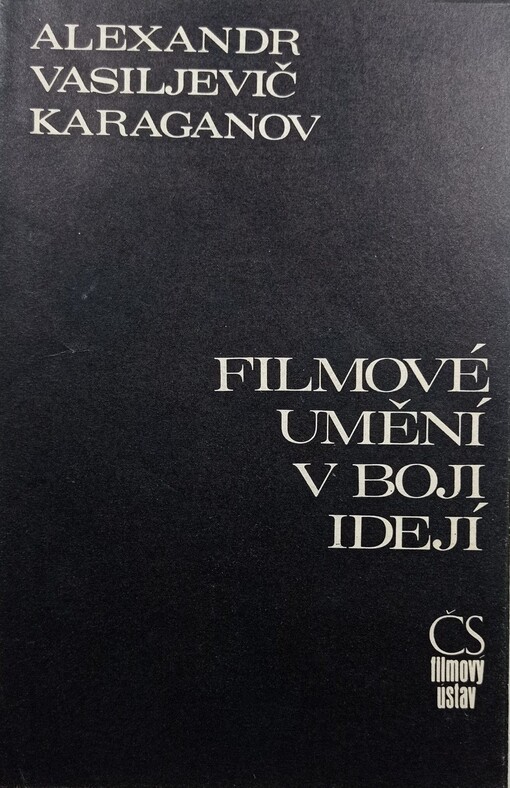 ALEXANDR
VASILJEVIČ
KARAGANOV
FILMOVÉ
UMĚNÍ
V BOJI
IDEJÍ
ČS
filmový
ústav